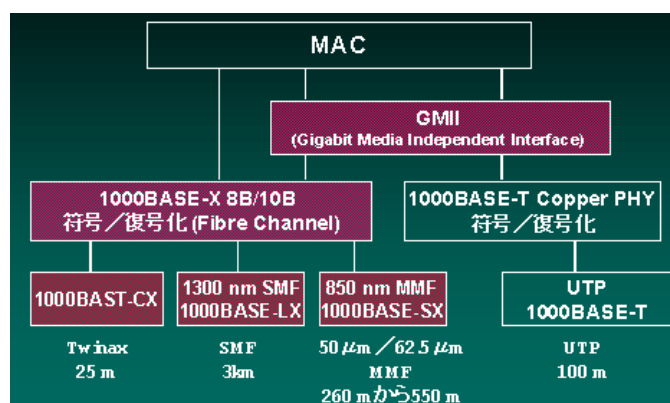 MAC
GMII
(Gigabit Media Independent Interface)
1000BASE-X 8B/10B
符号／復号化 (Fibre Channel)
1000BASE-T Copper PHY
符号／復号化
1000BAST-CX
1300 nm SMF
1000BASE-LX
850 nm MMF
1000BASE-SX
UTP
1000BASE-T
Twinax
25 m
SMF
3km
50 μm ／62.5 μm
MMF
260 mから550 m
UTP
100 m